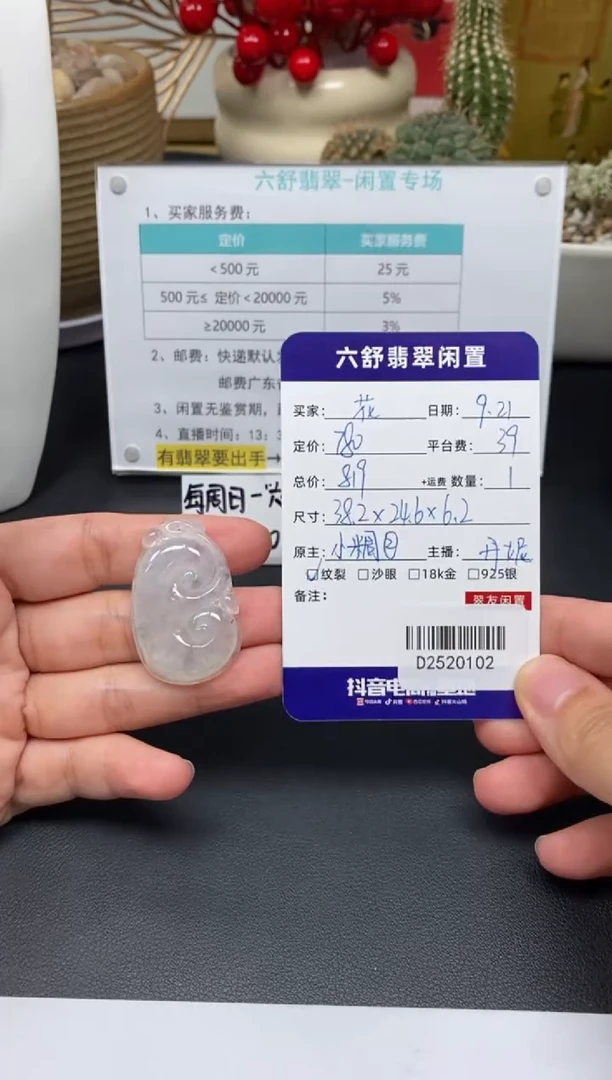 六舒翡翠-闲置专场
1、买家服务费：
定价 买家服务费
<500元 25元
500元≤ 定价<20000元 5%
≥20000元 3%
2、邮费：快递默认
邮费广东
3、闲置无鉴赏期，
4、直播时间：13：3
有翡翠要出手→
每周日一
六舒翡翠闲置
买家：花 日期：9.21
定价：780 平台费：39
总价：819 +运费 数量：1
尺寸：38.2×24.6×6.2
原主：小 主播：丹妮
☑纹裂 □沙眼 □18k金 □925银
备注：
翠友闲置
D2520102
抖音电商